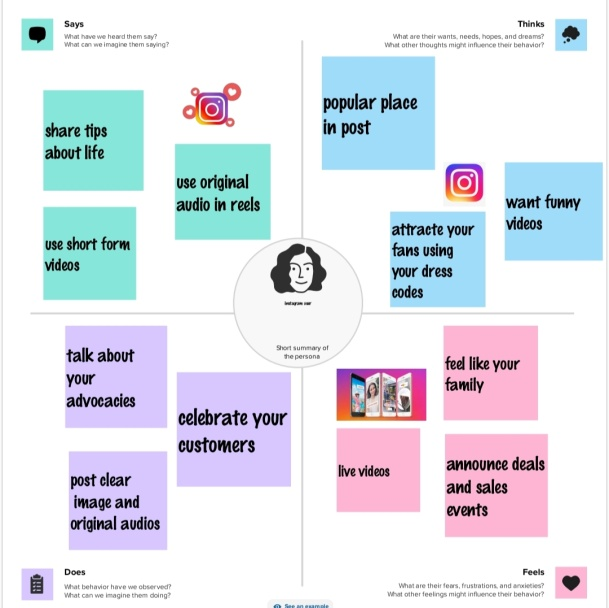 Says
What have we heard them say?
What can we imagine them saying?
Thinks
What are their wants, needs, hopes, and dreams?
What other thoughts might influence their behavior?
share tips
about life
use original
audio in reels
use short form
videos
popular place
in post
want funny
videos
attracte your
fans using
your dress
codes
instagram user
Short summary of
the persona
talk about
your
advocacies
celebrate your
customers
post clear
image and
original audios
feel like your
family
live videos
announce deals
and sales
events
Does
What behavior have we observed?
What can we imagine them doing?
Feels
What are their fears, frustrations, and anxieties?
What other feelings might influence their behavior?
See an example